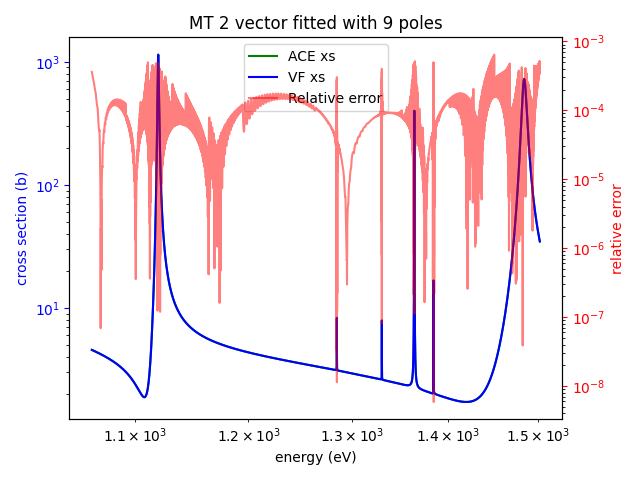 MT 2 vector fitted with 9 poles
ACE xs
VF xs
Relative error
10³
10²
10¹
cross section (b)
10⁻³
10⁻⁴
10⁻⁵
10⁻⁶
10⁻⁷
10⁻⁸
relative error
1.1 × 10³ 1.2 × 10³ 1.3 × 10³ 1.4 × 10³ 1.5 × 10³
energy (eV)